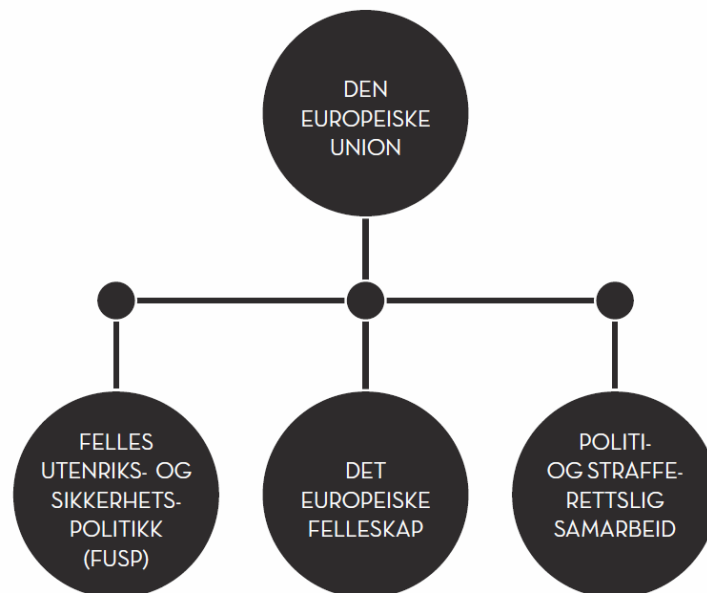 DEN
EUROPEISKE
UNION
FELLES
UTENRIKS- OG
SIKKERHETS-
POLITIKK
(FUSP)
DET
EUROPEISKE
FELLESKAP
POLITI-
OG STRAFFE-
RETTSLIG
SAMARBEID